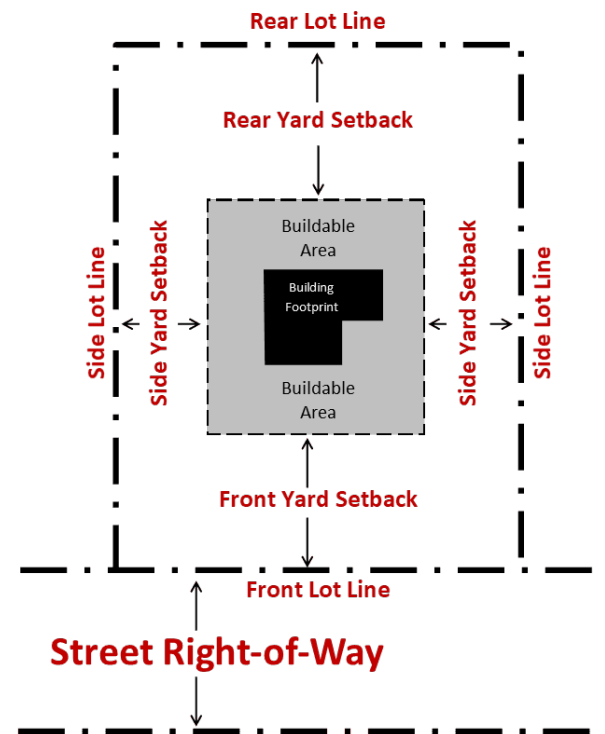 Rear Lot Line
Rear Yard Setback
Buildable
Area
Building
Footprint
Side Lot Line
Side Yard Setback
Side Yard Setback
Side Lot Line
Buildable
Area
Front Yard Setback
Front Lot Line
Street Right-of-Way